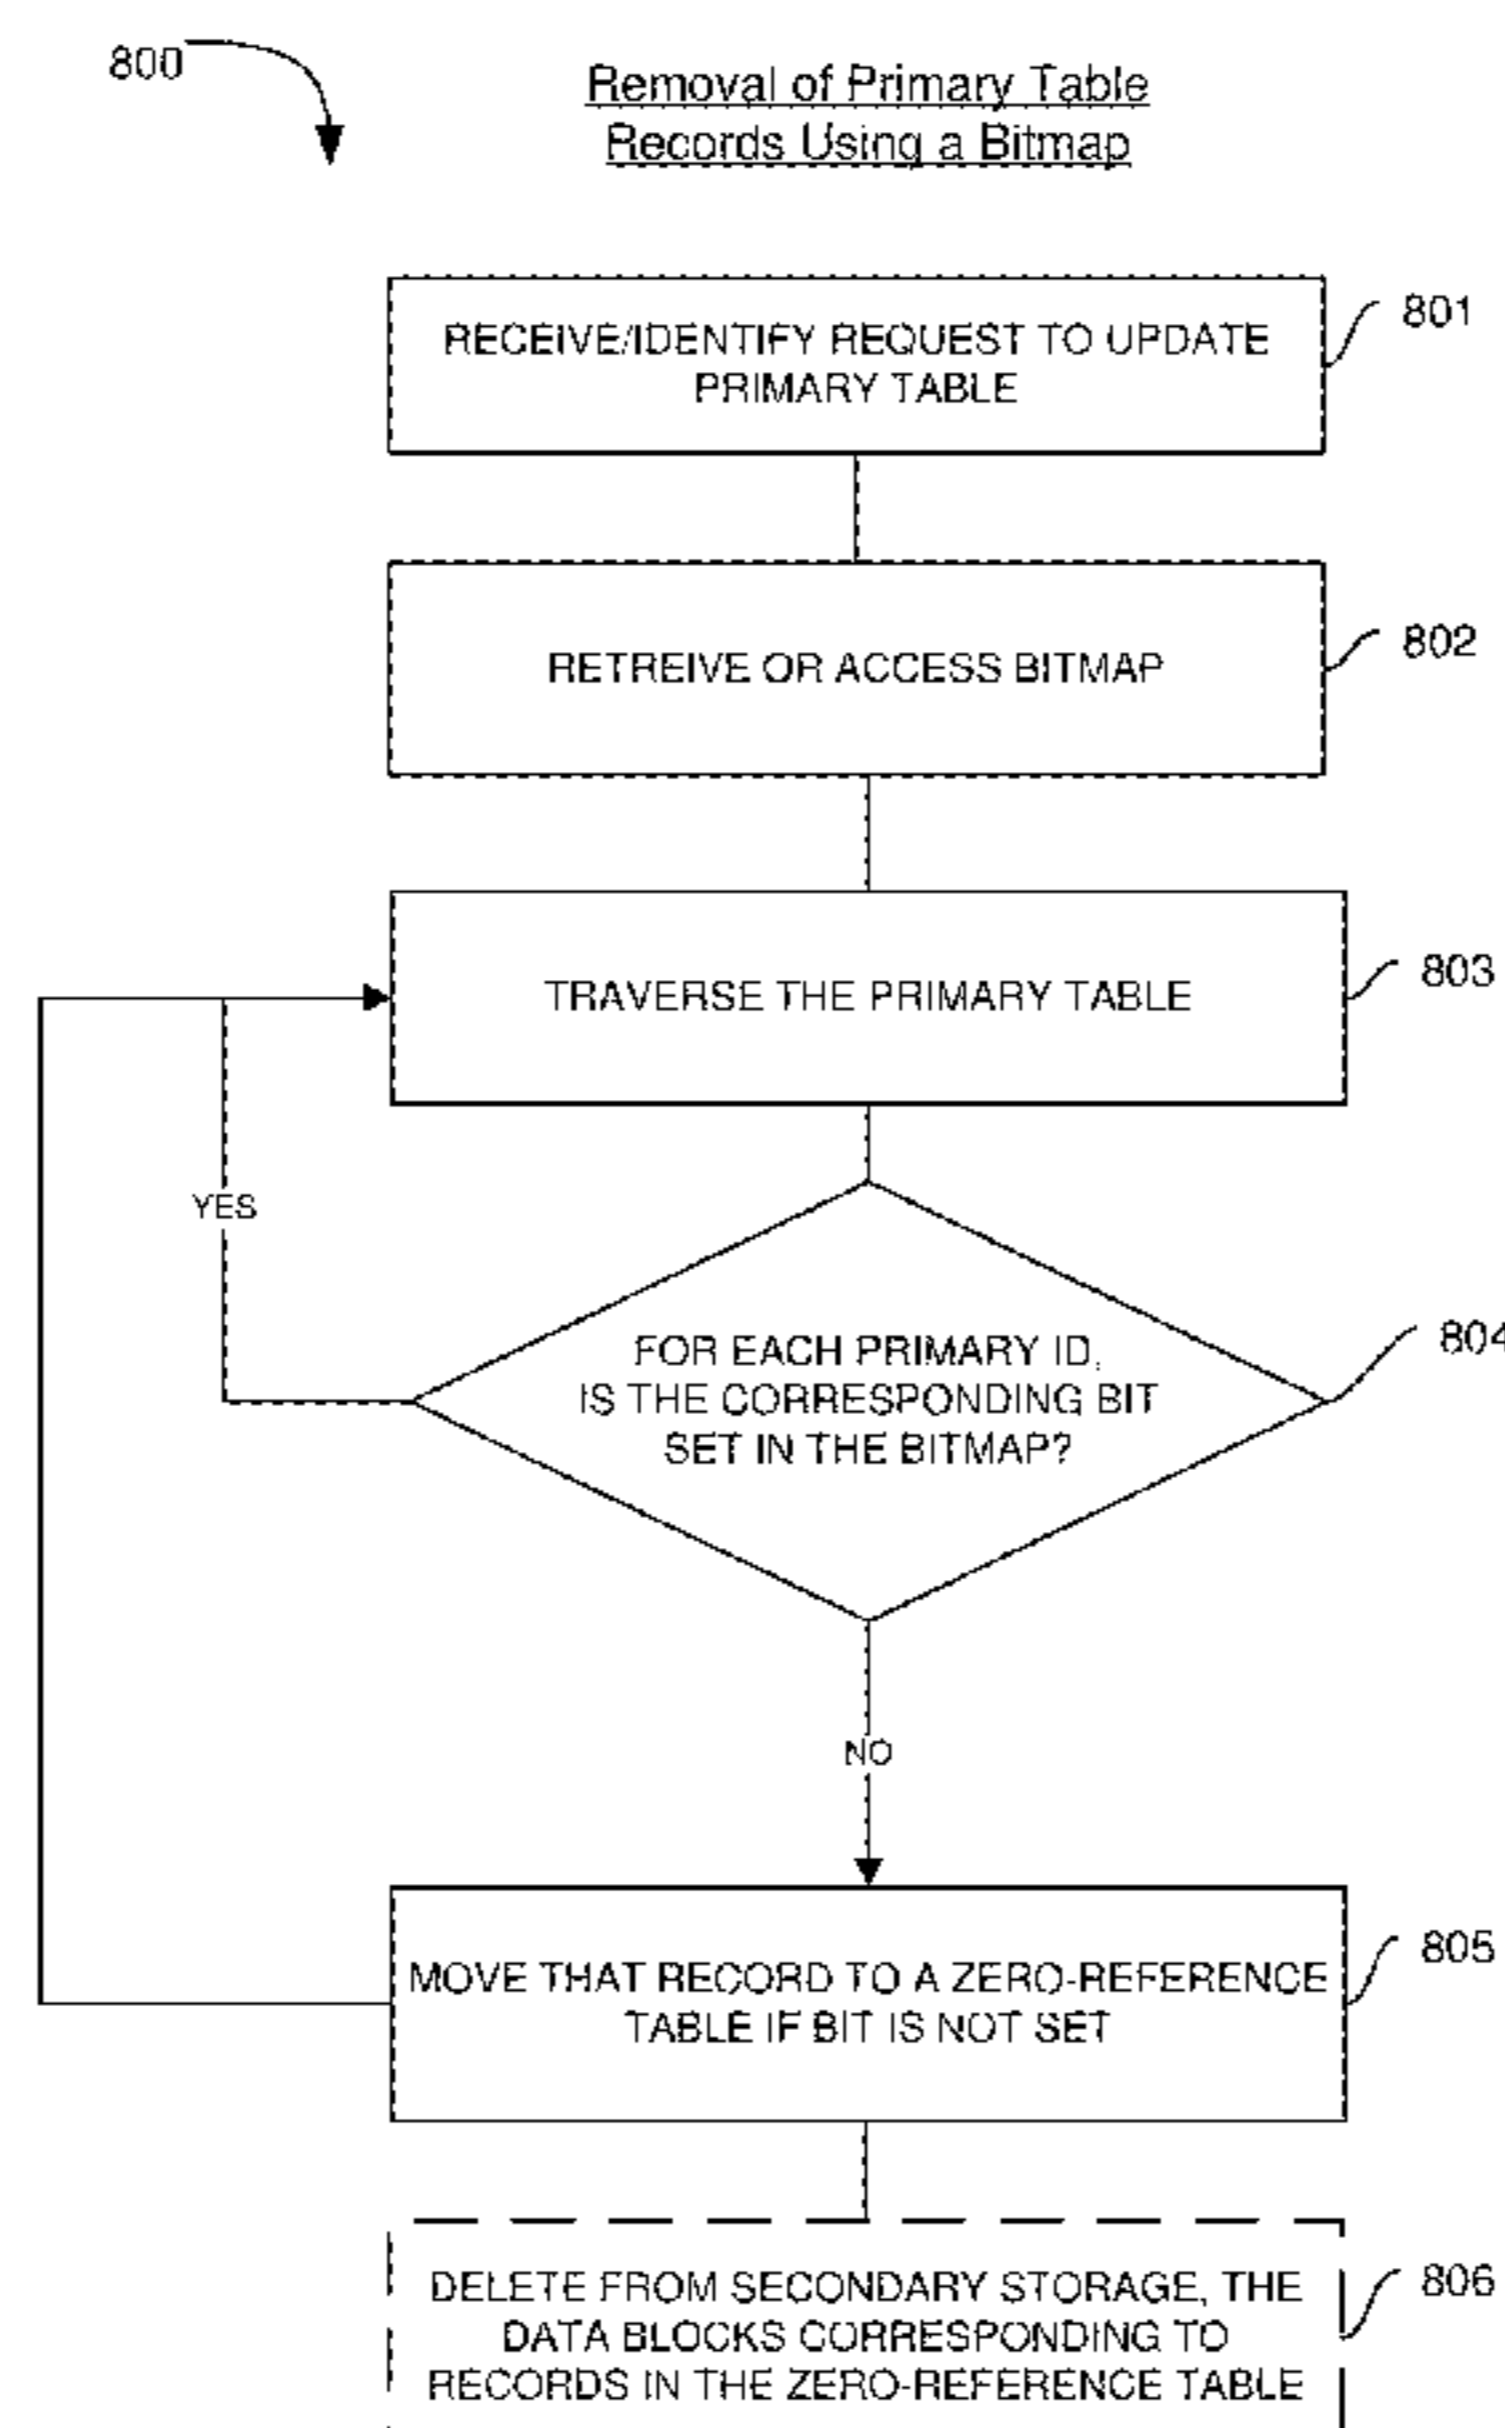 800
Removal of Primary Table
Records Using a Bitmap
RECEIVE/IDENTIFY REQUEST TO UPDATE
PRIMARY TABLE
801
RETREIVE OR ACCESS BITMAP
802
TRAVERSE THE PRIMARY TABLE
803
YES
FOR EACH PRIMARY ID,
IS THE CORRESPONDING BIT
SET IN THE BITMAP?
804
NO
MOVE THAT RECORD TO A ZERO-REFERENCE
TABLE IF BIT IS NOT SET
805
DELETE FROM SECONDARY STORAGE, THE
DATA BLOCKS CORRESPONDING TO
RECORDS IN THE ZERO-REFERENCE TABLE
806